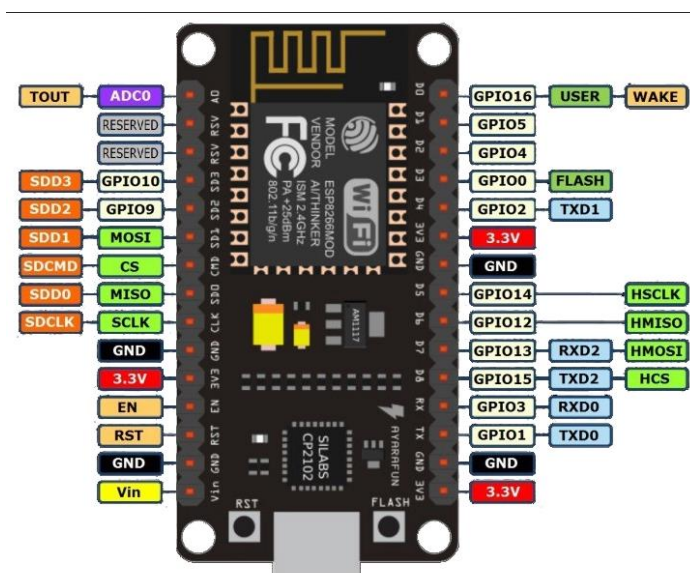 TOUT ADC0 A0 D0 GPIO16 USER WAKE
RESERVED RSV D1 GPIO5
RESERVED RSV D2 GPIO4
SDD3 GPIO10 SD3 D3 GPIO0 FLASH
SDD2 GPIO9 SD2 D4 GPIO2 TXD1
SDD1 MOSI SD1 3V3 3.3V
SDCMD CS CMD GND GND
SDD0 MISO SD0 D5 GPIO14 HSCLK
SDCLK SCLK CLK D6 GPIO12 HMISO
GND GND D7 GPIO13 RXD2 HMOSI
3.3V 3V3 D8 GPIO15 TXD2 HCS
EN EN RX GPIO3 RXD0
RST RST TX GPIO1 TXD0
GND GND GND GND
Vin Vin 3V3 3.3V
MODEL ESP8266MOD
VENDOR AI/THINKER
ISM 2.4GHz
PA +25dBm
802.11b/g/n
FC
Wi Fi
AM1117
SILABS
CP2102
AYARAFUN
RST
FLASH